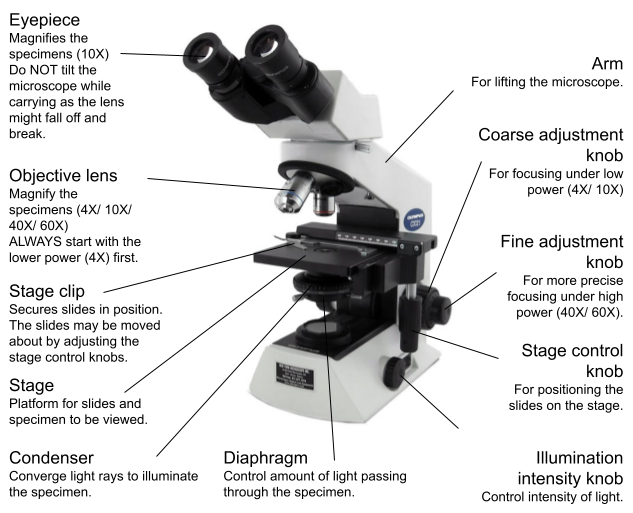 Eyepiece
Magnifies the
specimens (10X)
Do NOT tilt the
microscope while
carrying as the lens
might fall off and
break.
Objective lens
Magnify the
specimens (4X/ 10X/
40X/ 60X)
ALWAYS start with the
lower power (4X) first.
Stage clip
Secures slides in position.
The slides may be moved
about by adjusting the
stage control knobs.
Stage
Platform for slides and
specimen to be viewed.
Condenser
Converge light rays to illuminate
the specimen.
Diaphragm
Control amount of light passing
through the specimen.
Arm
For lifting the microscope.
Coarse adjustment
knob
For focusing under low
power (4X/ 10X)
Fine adjustment
knob
For more precise
focusing under high
power (40X/ 60X).
Stage control
knob
For positioning the
slides on the stage.
Illumination
intensity knob
Control intensity of light.
OLYMPUS